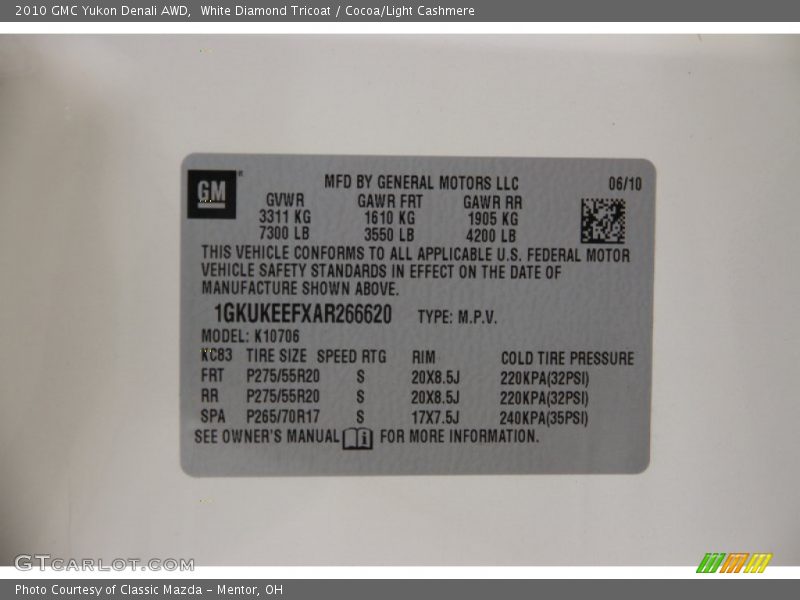 2010 GMC Yukon Denali AWD,  White Diamond Tricoat / Cocoa/Light Cashmere
GM
MFD BY GENERAL MOTORS LLC 06/10
GVWR GAWR FRT GAWR RR
3311 KG 1610 KG 1905 KG
7300 LB 3550 LB 4200 LB
THIS VEHICLE CONFORMS TO ALL APPLICABLE U.S. FEDERAL MOTOR
VEHICLE SAFETY STANDARDS IN EFFECT ON THE DATE OF
MANUFACTURE SHOWN ABOVE.
1GKUKEEFXAR266620 TYPE: M.P.V.
MODEL: K10706
KC83 TIRE SIZE SPEED RTG RIM COLD TIRE PRESSURE
FRT P275/55R20 S 20X8.5J 220KPA(32PSI)
RR P275/55R20 S 20X8.5J 220KPA(32PSI)
SPA P265/70R17 S 17X7.5J 240KPA(35PSI)
SEE OWNER'S MANUAL i FOR MORE INFORMATION.
GTCARLOT.COM
Photo Courtesy of Classic Mazda - Mentor, OH